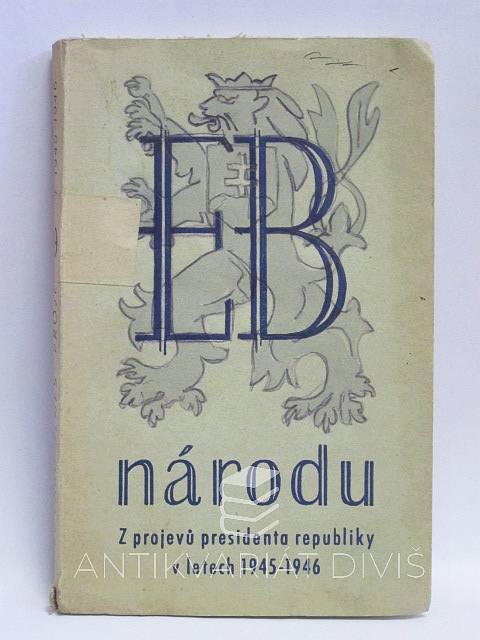 EB
národu
Z projevů presidenta republiky
v letech 1945-1946
ANTIKVARIÁT DIVIŠ